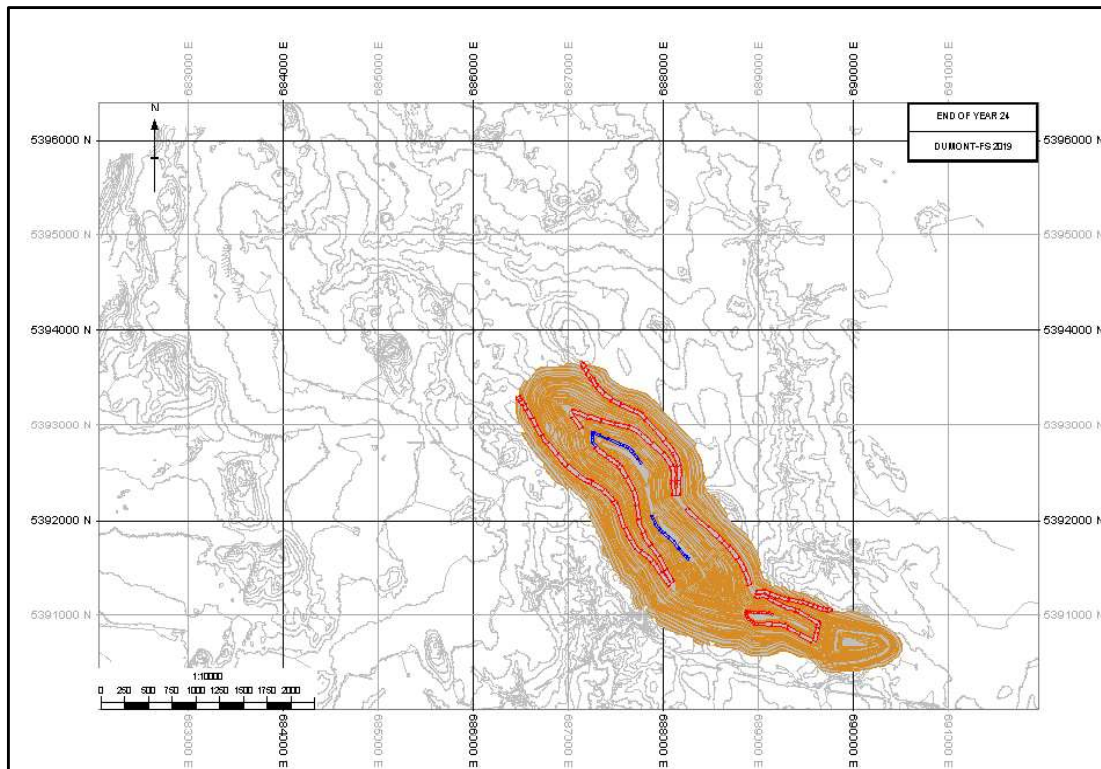 683000 E
684000 E
685000 E
686000 E
687000 E
688000 E
689000 E
690000 E
691000 E
N
END OF YEAR 24
DUMONT-FS 2019
5396000 N
5396000 N
5395000 N
5395000 N
5394000 N
5394000 N
5393000 N
5393000 N
5392000 N
5392000 N
5391000 N
5391000 N
1:10000
0 250 500 750 1000 1250 1500 1750 2000
683000 E
684000 E
685000 E
686000 E
687000 E
688000 E
689000 E
690000 E
691000 E